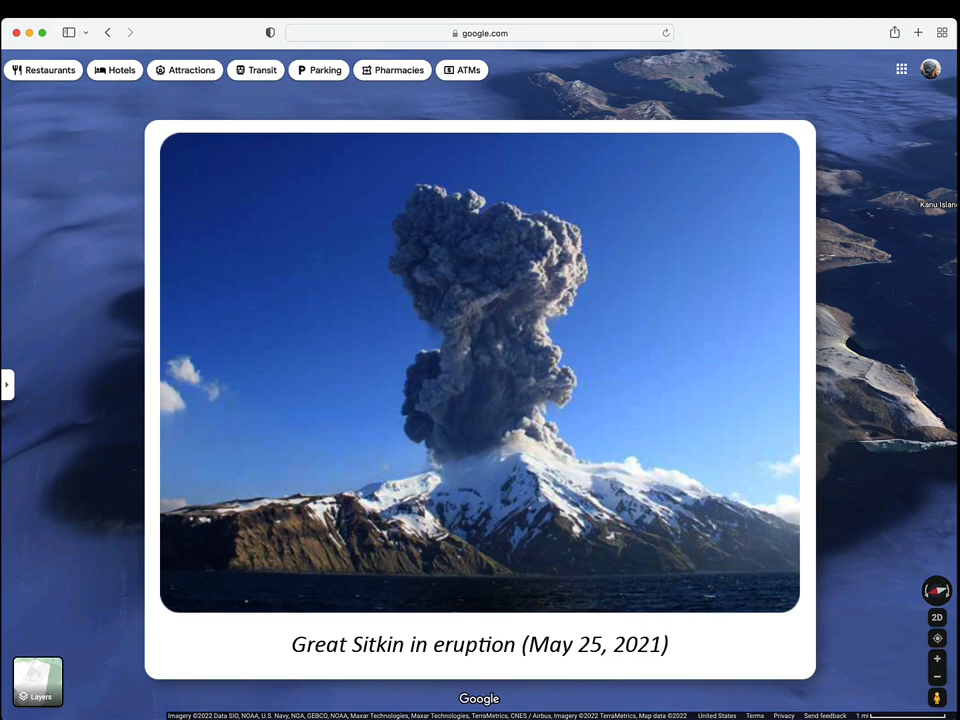 google.com
Restaurants
Hotels
Attractions
Transit
Parking
Pharmacies
ATMs
Kanu Islan
Great Sitkin in eruption (May 25, 2021)
2D
Layers
Google
Imagery ©2022 Data SIO, NOAA, U.S. Navy, NGA, GEBCO, NOAA, Maxar Technologies, Maxar Technologies, TerraMetrics, CNES / Airbus, Imagery ©2022 TerraMetrics, Map data ©2022 United States Terms Privacy Send feedback 1 mi